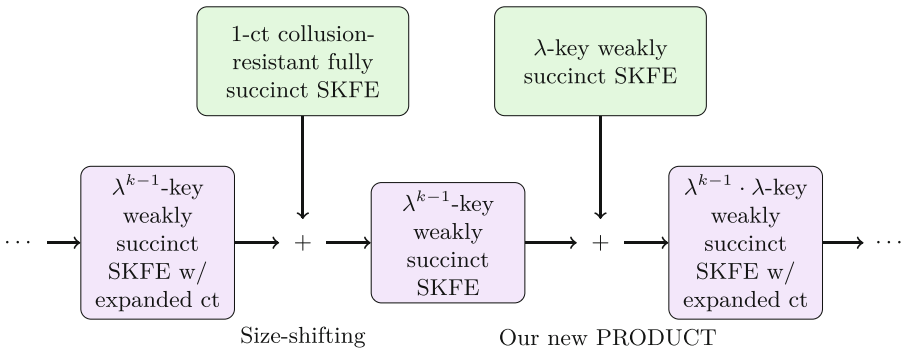 1-ct collusion-
resistant fully
succinct SKFE
λ-key weakly
succinct SKFE
···
λ^{k−1}-key
weakly
succinct
SKFE w/
expanded ct
+
λ^{k−1}-key
weakly
succinct
SKFE
+
λ^{k−1} · λ-key
weakly
succinct
SKFE w/
expanded ct
···
Size-shifting
Our new PRODUCT